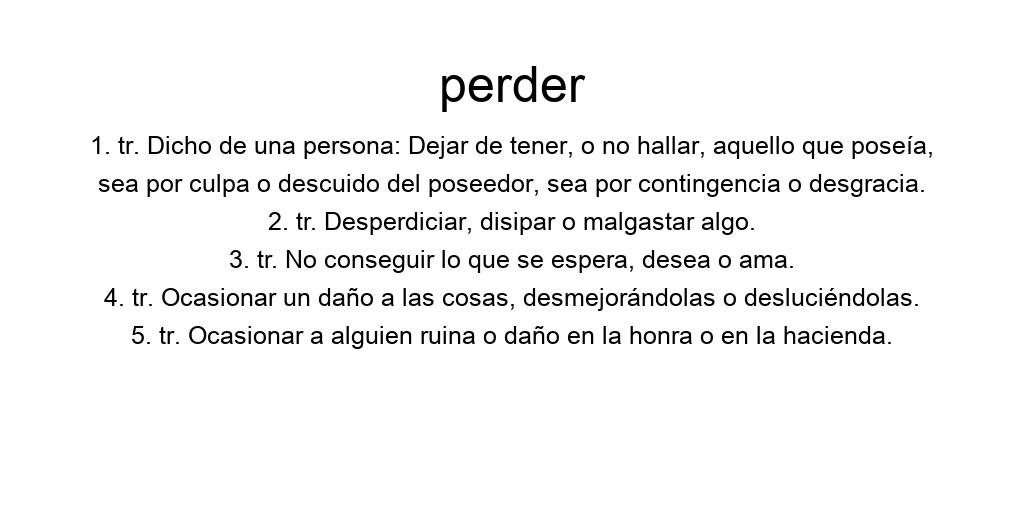 perder
1. tr. Dicho de una persona: Dejar de tener, o no hallar, aquello que poseía,
sea por culpa o descuido del poseedor, sea por contingencia o desgracia.
2. tr. Desperdiciar, disipar o malgastar algo.
3. tr. No conseguir lo que se espera, desea o ama.
4. tr. Ocasionar un daño a las cosas, desmejorándolas o desluciéndolas.
5. tr. Ocasionar a alguien ruina o daño en la honra o en la hacienda.